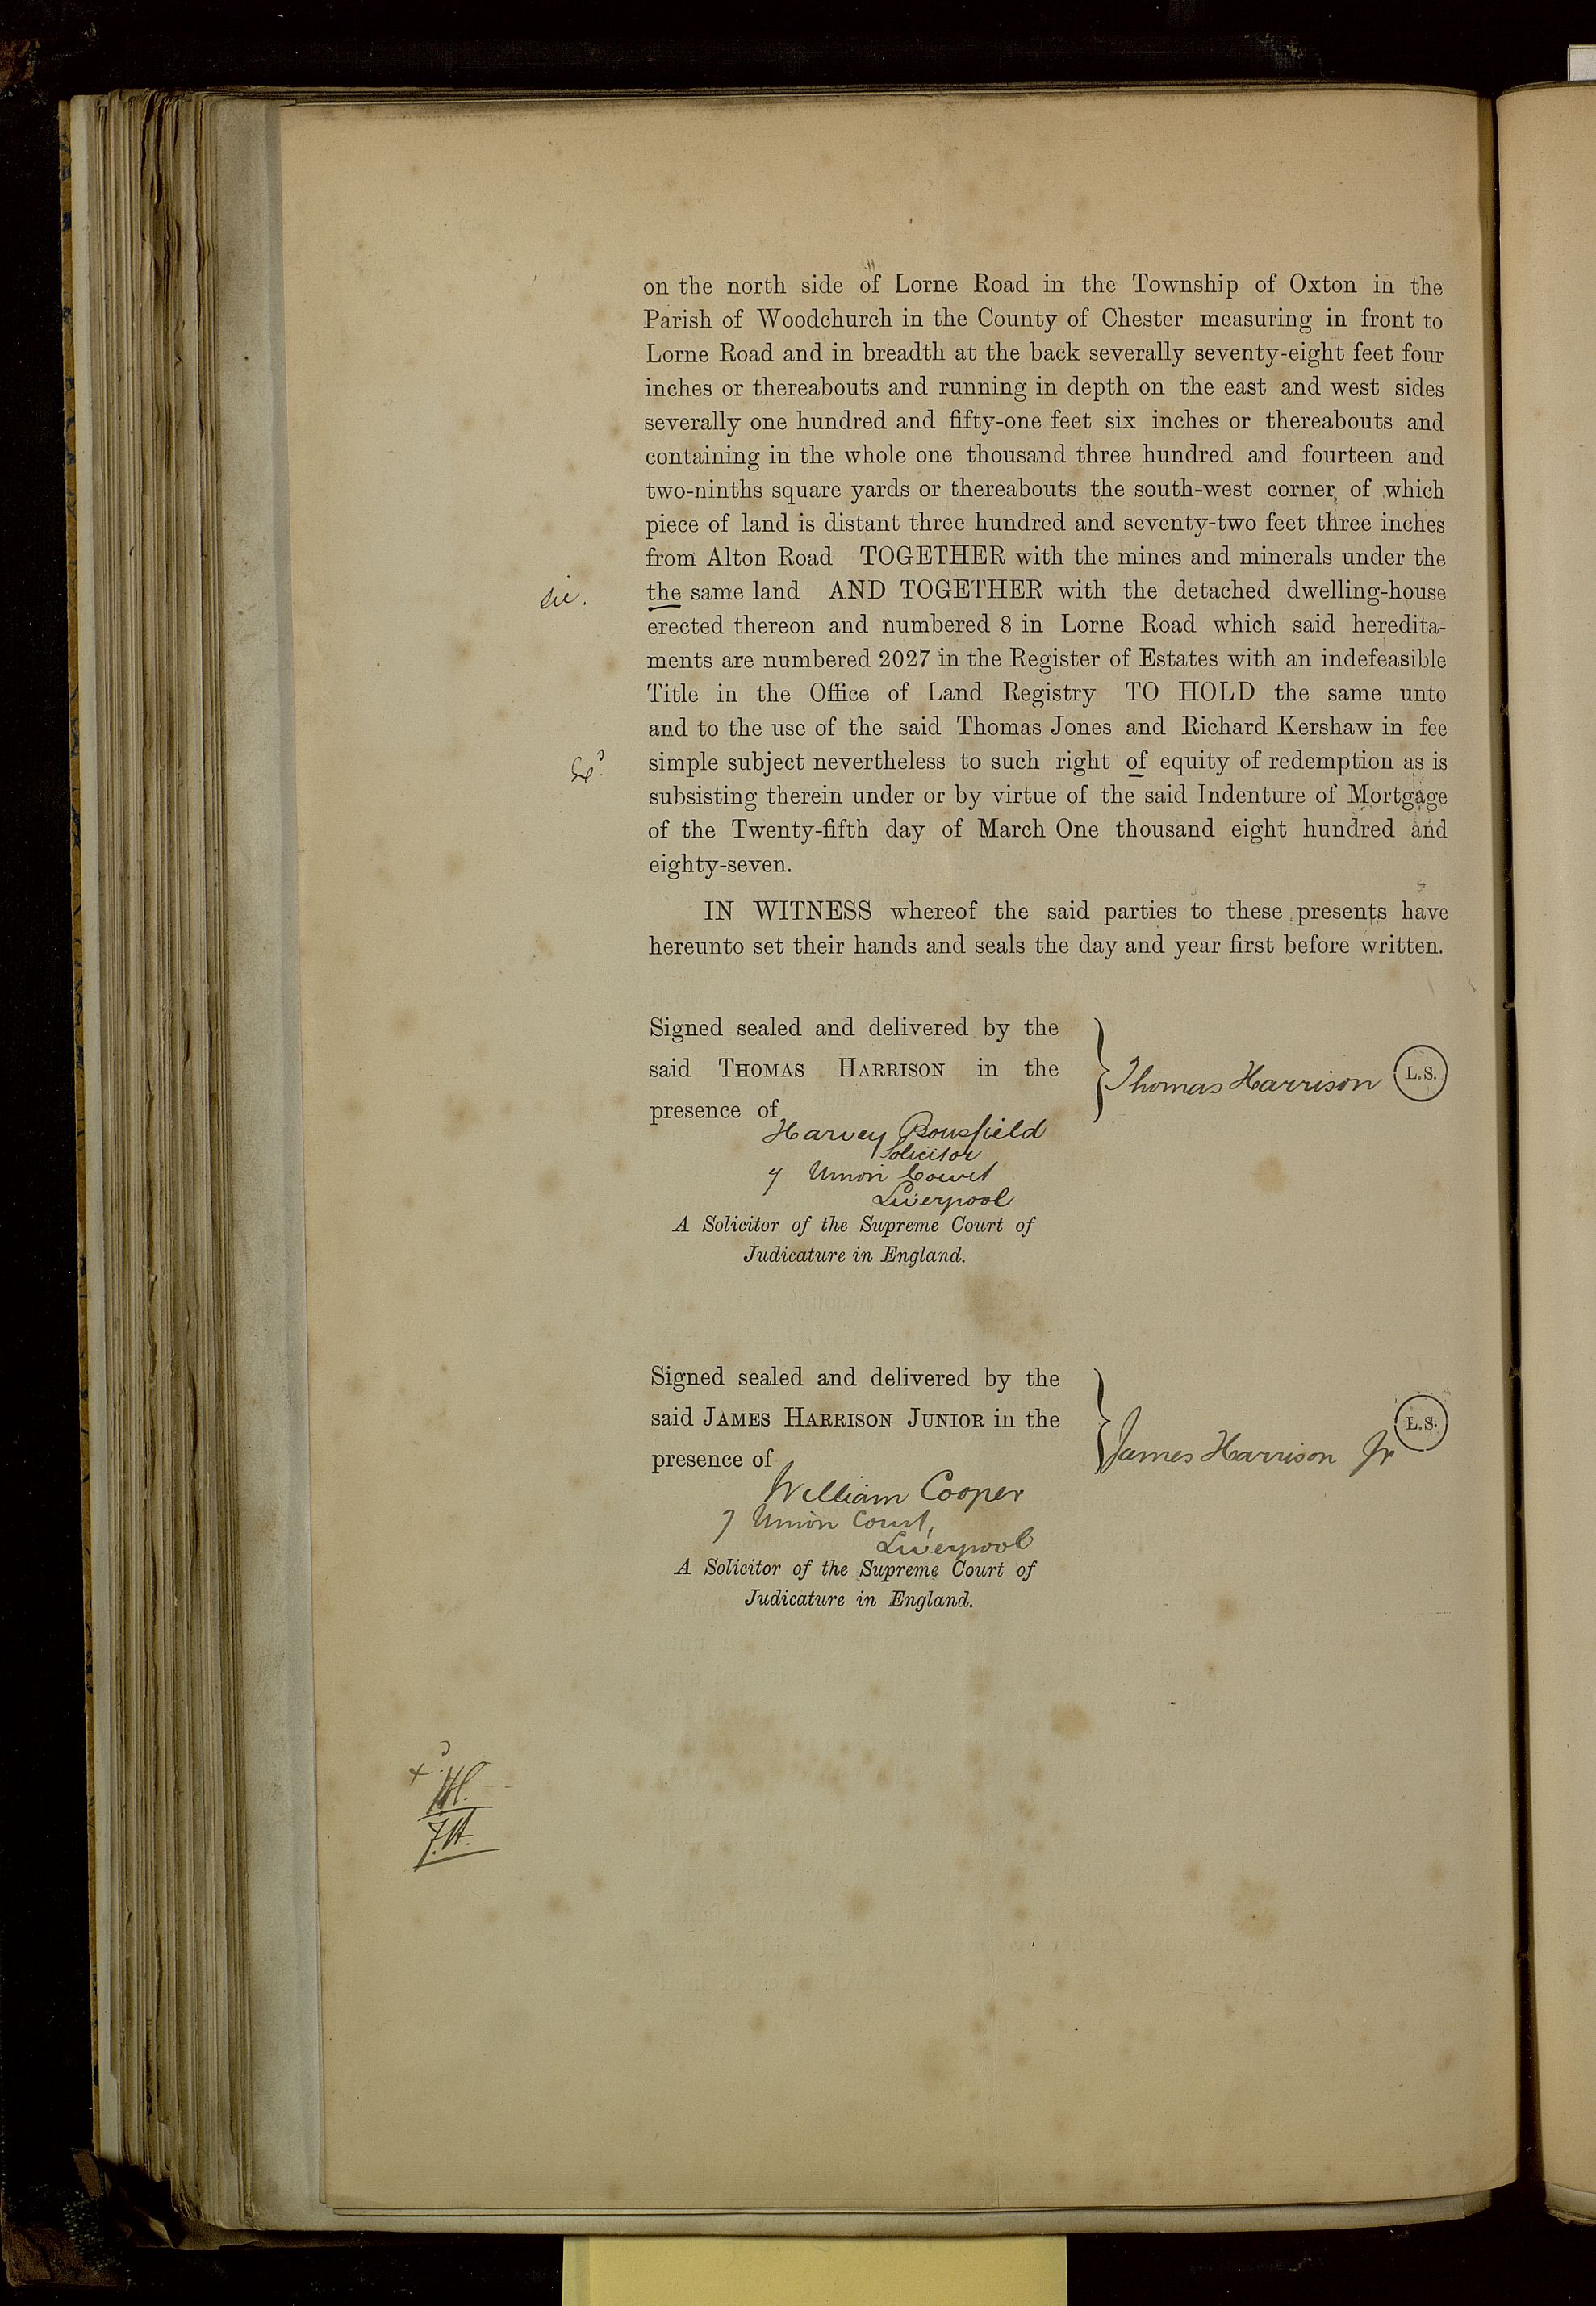 on the north side of Lorne Road in the Township of Oxton in the
Parish of Woodchurch in the County of Chester measuring in front to
Lorne Road and in breadth at the back severally seventy-eight feet four
inches or thereabouts and running in depth on the east and west sides
severally one hundred and fifty-one feet six inches or thereabouts and
containing in the whole one thousand three hundred and fourteen and
two-ninths square yards or thereabouts the south-west corner, of which
piece of land is distant three hundred and seventy-two feet three inches
from Alton Road TOGETHER with the mines and minerals under the
sic. the same land AND TOGETHER with the detached dwelling-house
erected thereon and numbered 8 in Lorne Road which said heredita-
ments are numbered 2027 in the Register of Estates with an indefeasible
Title in the Office of Land Registry TO HOLD the same unto
and to the use of the said Thomas Jones and Richard Kershaw in fee
simple subject nevertheless to such right of equity of redemption as is
subsisting therein under or by virtue of the said Indenture of Mortgage
of the Twenty-fifth day of March One thousand eight hundred and
eighty-seven.
IN WITNESS whereof the said parties to these presents have
hereunto set their hands and seals the day and year first before written.
Signed sealed and delivered by the
said THOMAS HARRISON in the
presence of
Thomas Harrison L.S.
Harvey Bousfield
Solicitor
7 Union Court
Liverpool
A Solicitor of the Supreme Court of
Judicature in England.
Signed sealed and delivered by the
said JAMES HARRISON JUNIOR in the
presence of
James Harrison Jr L.S.
William Cooper
7 Union Court,
Liverpool
A Solicitor of the Supreme Court of
Judicature in England.